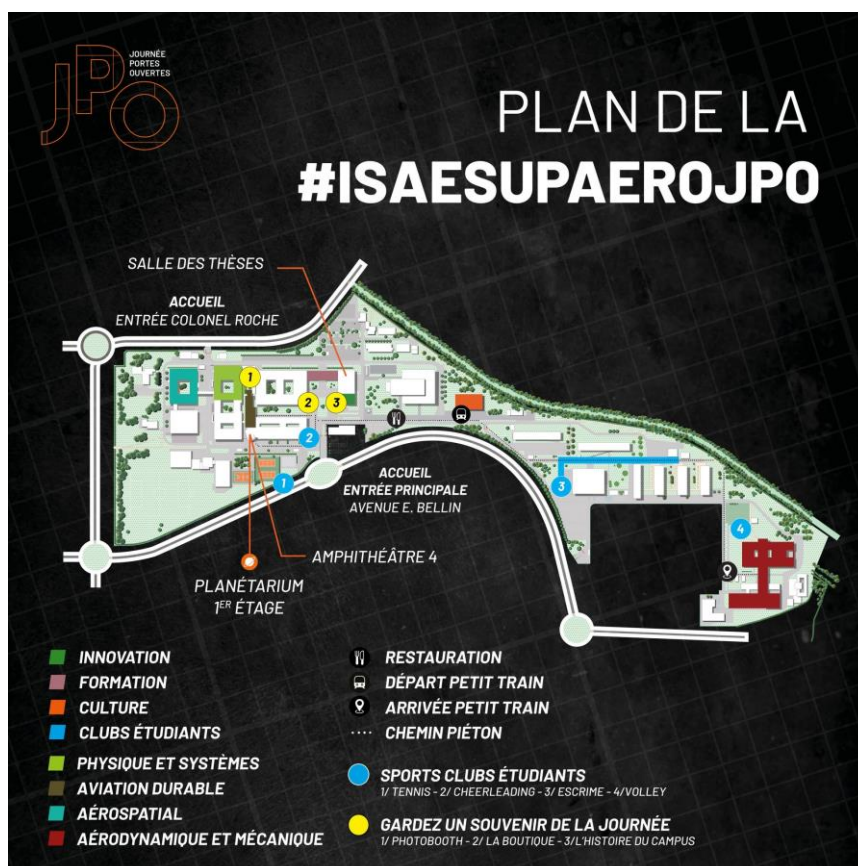 JPO
JOURNÉE
PORTES
OUVERTES
PLAN DE LA
#ISAESUPAEROJPO
SALLE DES THÈSES
ACCUEIL
ENTRÉE COLONEL ROCHE
1
2
3
2
1
3
4
ACCUEIL
ENTRÉE PRINCIPALE
AVENUE E. BELLIN
AMPHITHÉÂTRE 4
PLANÉTARIUM
1ER ÉTAGE
INNOVATION
FORMATION
CULTURE
CLUBS ÉTUDIANTS
PHYSIQUE ET SYSTÈMES
AVIATION DURABLE
AÉROSPATIAL
AÉRODYNAMIQUE ET MÉCANIQUE
RESTAURATION
DÉPART PETIT TRAIN
ARRIVÉE PETIT TRAIN
CHEMIN PIÉTON
SPORTS CLUBS ÉTUDIANTS
1/ TENNIS - 2/ CHEERLEADING - 3/ ESCRIME - 4/VOLLEY
GARDEZ UN SOUVENIR DE LA JOURNÉE
1/ PHOTOBOOTH - 2/ LA BOUTIQUE - 3/L'HISTOIRE DU CAMPUS